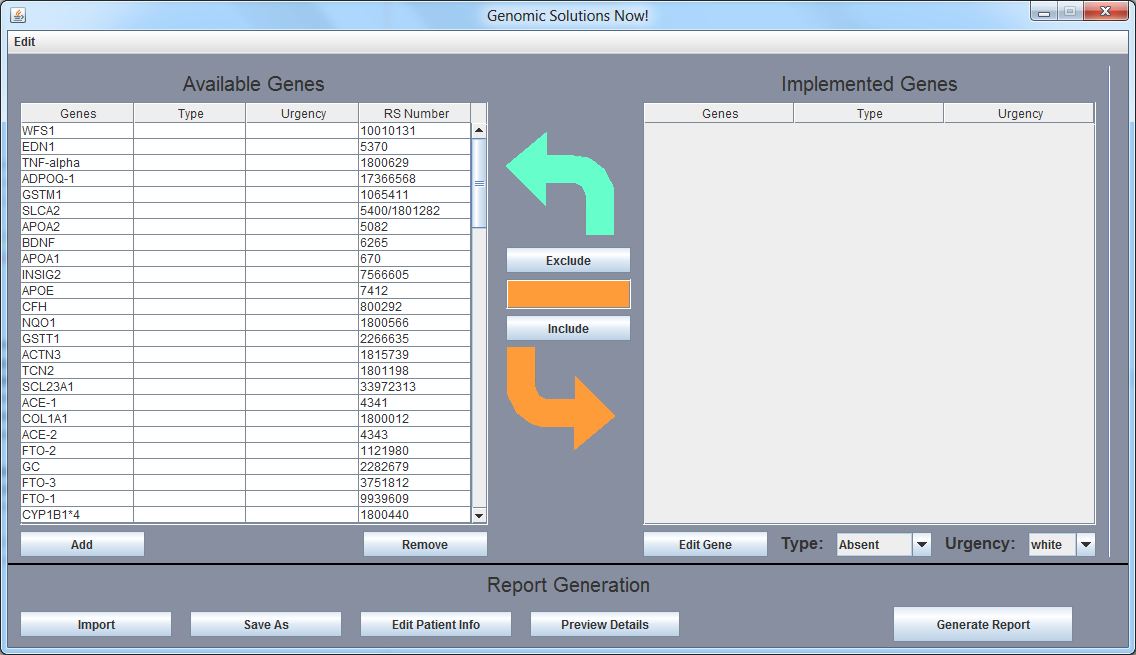 Genomic Solutions Now!
Edit
Available Genes
Genes Type Urgency RS Number
WFS1 10010131
EDN1 5370
TNF-alpha 1800629
ADPOQ-1 17366568
GSTM1 1065411
SLCA2 5400/1801282
APOA2 5082
BDNF 6265
APOA1 670
INSIG2 7566605
APOE 7412
CFH 800292
NQO1 1800566
GSTT1 2266635
ACTN3 1815739
TCN2 1801198
SCL23A1 33972313
ACE-1 4341
COL1A1 1800012
ACE-2 4343
FTO-2 1121980
GC 2282679
FTO-3 3751812
FTO-1 9939609
CYP1B1*4 1800440
Add Remove
Exclude
Include
Implemented Genes
Genes Type Urgency
Edit Gene Type: Absent Urgency: white
Report Generation
Import Save As Edit Patient Info Preview Details Generate Report